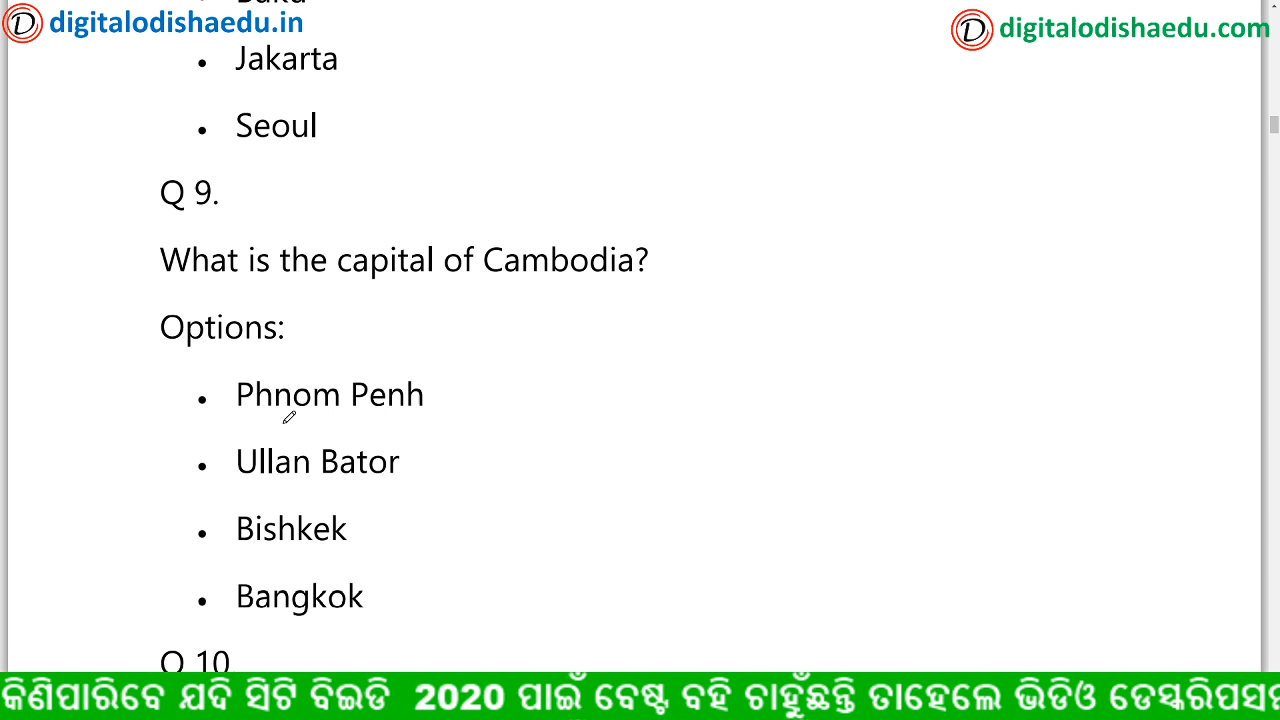 digitalodishaedu.in
digitalodishaedu.com
• Jakarta
• Seoul
Q 9.
What is the capital of Cambodia?
Options:
• Phnom Penh
• Ullan Bator
• Bishkek
• Bangkok
Q 10
କିଣିପାରିବେ ଯଦି ସିଟି ବିଇଡି 2020 ପାଇଁ ବେଷ୍ଟ ବହି ଚାହୁଁଛନ୍ତି ତାହେଲେ ଭିଡିଓ